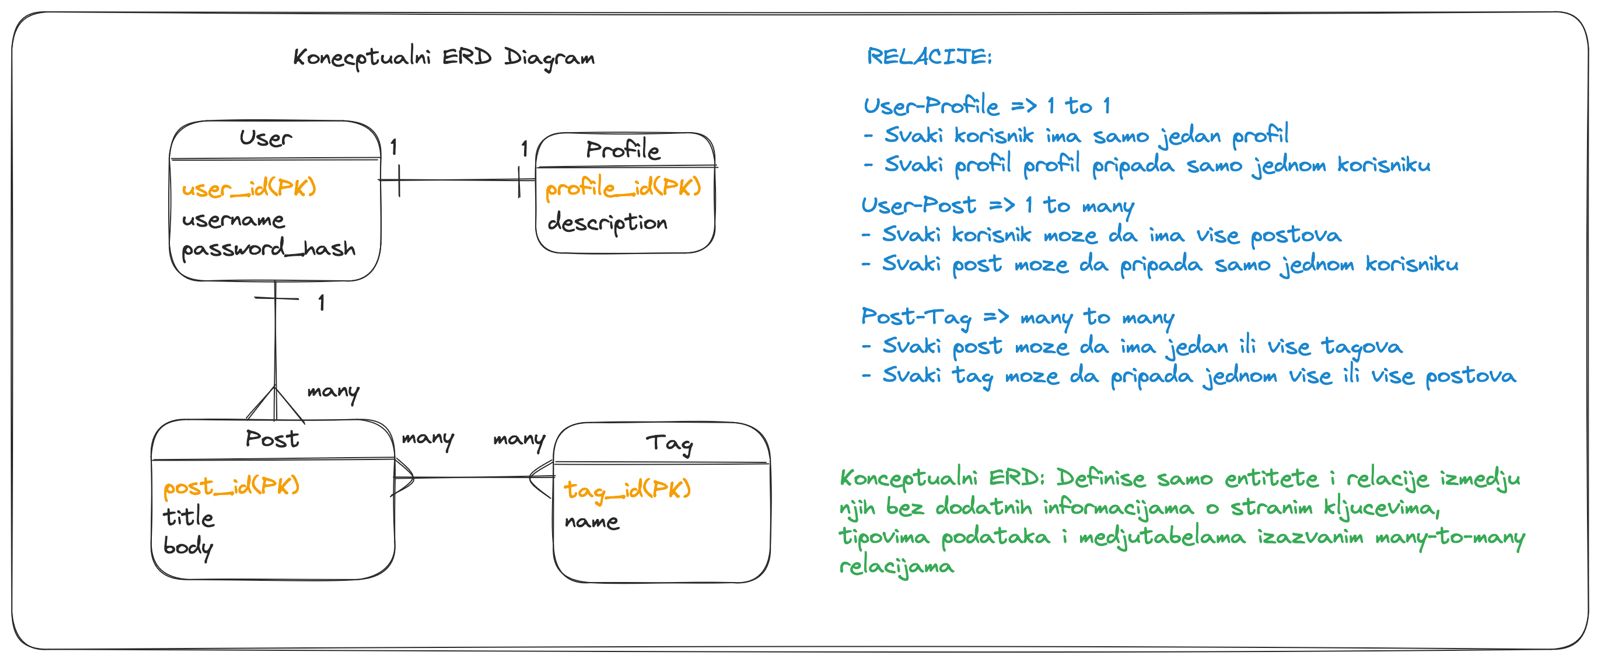 Konecptualni ERD Diagram
User
user_id(PK)
username
password_hash
1
1
Profile
profile_id(PK)
description
1
many
Post
post_id(PK)
title
body
many
many
Tag
tag_id(PK)
name
RELACIJE:
User-Profile => 1 to 1
- Svaki korisnik ima samo jedan profil
- Svaki profil profil pripada samo jednom korisniku
User-Post => 1 to many
- Svaki korisnik moze da ima vise postova
- Svaki post moze da pripada samo jednom korisniku
Post-Tag => many to many
- Svaki post moze da ima jedan ili vise tagova
- Svaki tag moze da pripada jednom vise ili vise postova
Konceptualni ERD: Definise samo entitete i relacije izmedju
njih bez dodatnih informacijama o stranim kljucevima,
tipovima podataka i medjutabelama izazvanim many-to-many
relacijama